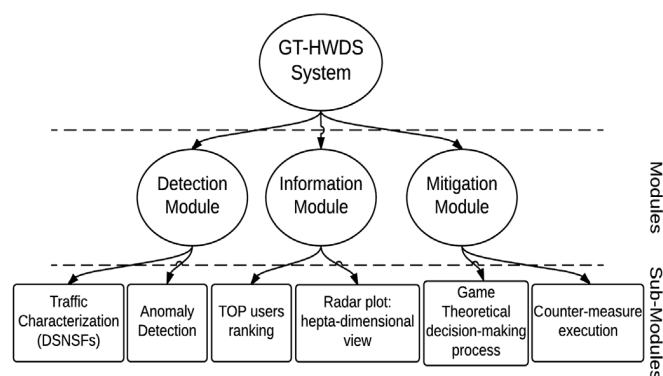 GT-HWDS
System
Detection
Module
Information
Module
Mitigation
Module
Modules
Traffic
Characterization
(DSNSFs)
Anomaly
Detection
TOP users
ranking
Radar plot:
hepta-dimensional
view
Game
Theoretical
decision-making
process
Counter-measure
execution
Sub-Modules